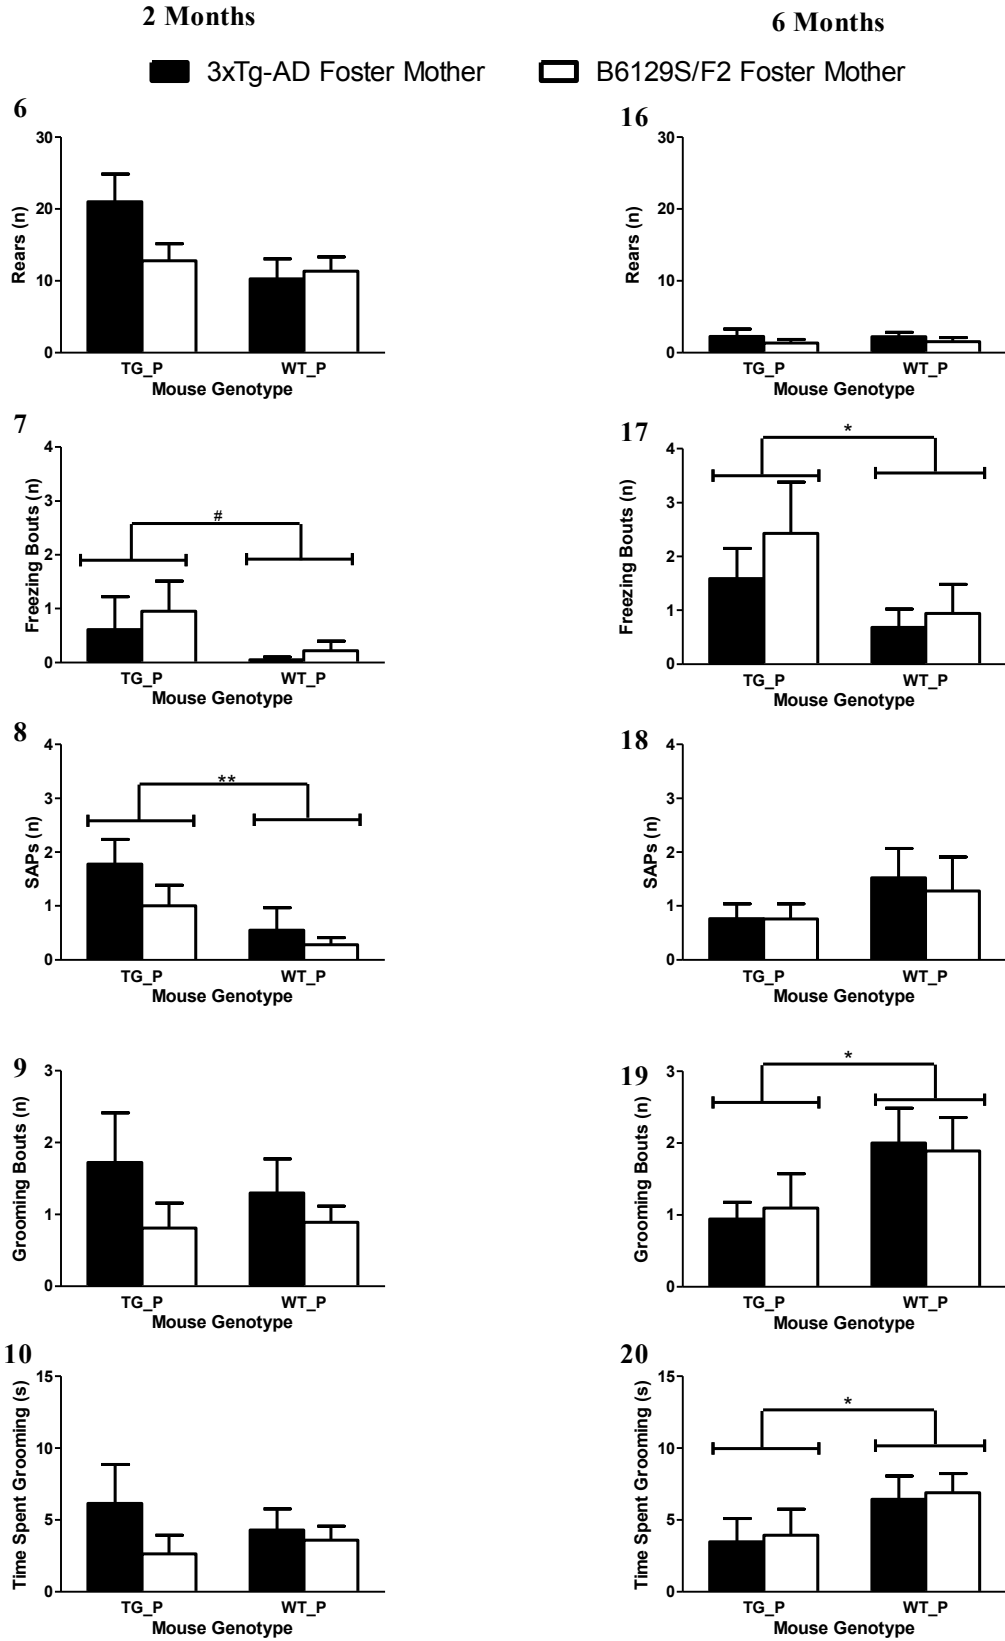 2 Months
6 Months
3xTg-AD Foster Mother
B6129S/F2 Foster Mother
6
30
20
10
0
Rears (n)
TG_P
WT_P
Mouse Genotype
16
30
20
10
0
Rears (n)
TG_P
WT_P
Mouse Genotype
7
4
3
2
1
0
Freezing Bouts (n)
#
TG_P
WT_P
Mouse Genotype
17
4
3
2
1
0
Freezing Bouts (n)
*
TG_P
WT_P
Mouse Genotype
8
4
3
2
1
0
SAPs (n)
**
TG_P
WT_P
Mouse Genotype
18
4
3
2
1
0
SAPs (n)
TG_P
WT_P
Mouse Genotype
9
3
2
1
0
Grooming Bouts (n)
TG_P
WT_P
Mouse Genotype
19
3
2
1
0
Grooming Bouts (n)
*
TG_P
WT_P
Mouse Genotype
10
15
10
5
0
Time Spent Grooming (s)
TG_P
WT_P
Mouse Genotype
20
15
10
5
0
Time Spent Grooming (s)
*
TG_P
WT_P
Mouse Genotype